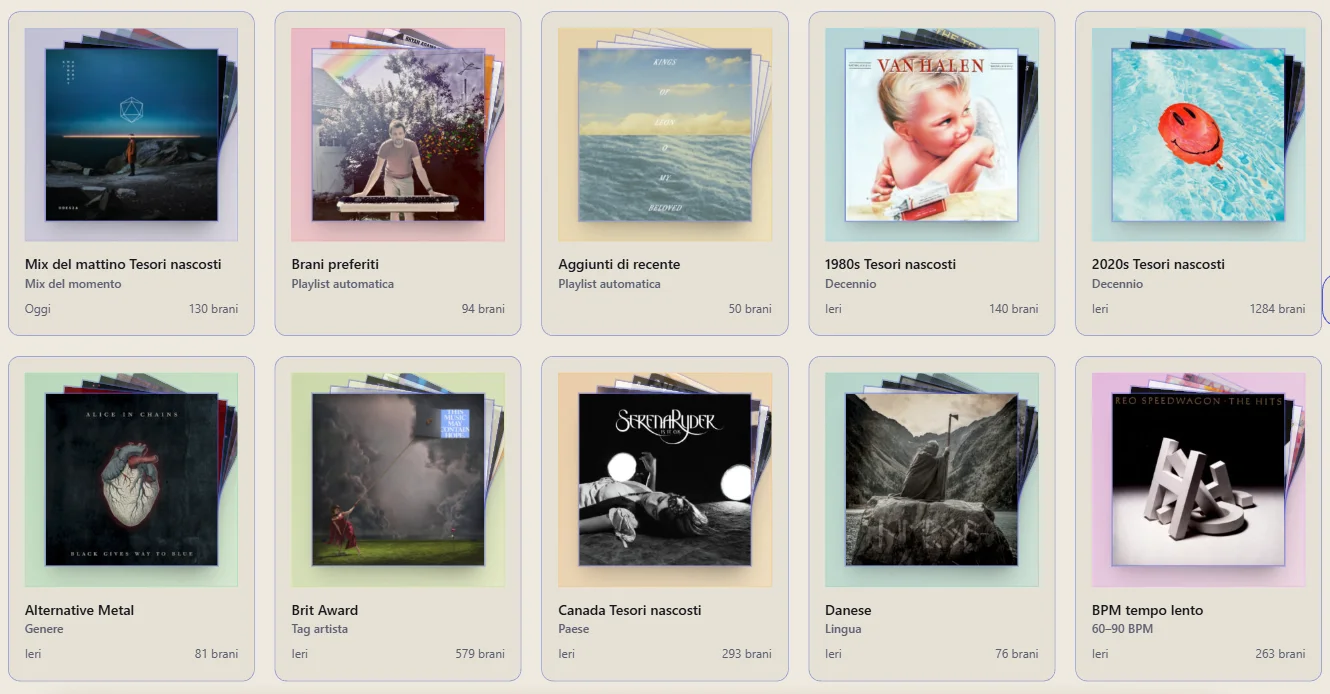 Mix del mattino Tesori nascosti
Mix del momento
Oggi 130 brani
Brani preferiti
Playlist automatica
94 brani
KINGS
OF
LEON
O
MY
BELOVED
Aggiunti di recente
Playlist automatica
50 brani
VAN HALEN
1980s Tesori nascosti
Decennio
Ieri 140 brani
2020s Tesori nascosti
Decennio
Ieri 1284 brani
ALICE IN CHAINS
BLACK GIVES WAY TO BLUE
Alternative Metal
Genere
Ieri 81 brani
THIS
MUSIC
MAY
CONTAIN
HOPE.
Brit Award
Tag artista
Ieri 579 brani
SERENA RYDER
IS IT O.K.
Canada Tesori nascosti
Paese
Ieri 293 brani
Danese
Lingua
Ieri 76 brani
REO SPEEDWAGON · THE HITS
BPM tempo lento
60–90 BPM
Ieri 263 brani